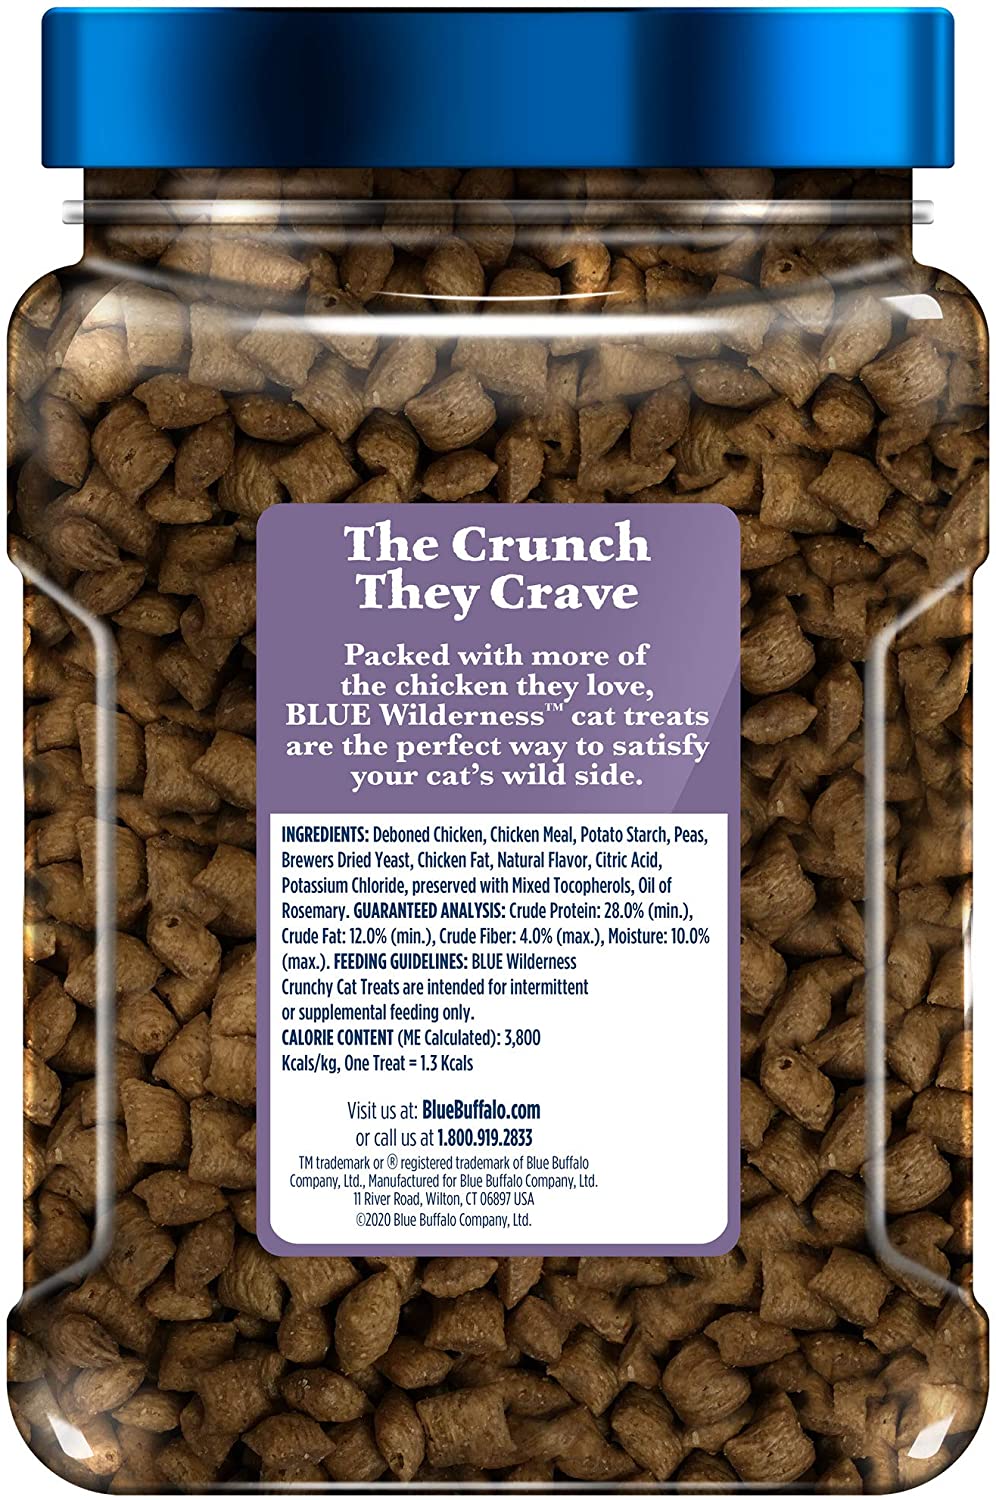 The Crunch
They Crave
Packed with more of
the chicken they love,
BLUE Wilderness™ cat treats
are the perfect way to satisfy
your cat's wild side.
INGREDIENTS: Deboned Chicken, Chicken Meal, Potato Starch, Peas,
Brewers Dried Yeast, Chicken Fat, Natural Flavor, Citric Acid,
Potassium Chloride, preserved with Mixed Tocopherols, Oil of
Rosemary. GUARANTEED ANALYSIS: Crude Protein: 28.0% (min.),
Crude Fat: 12.0% (min.), Crude Fiber: 4.0% (max.), Moisture: 10.0%
(max.). FEEDING GUIDELINES: BLUE Wilderness
Crunchy Cat Treats are intended for intermittent
or supplemental feeding only.
CALORIE CONTENT (ME Calculated): 3,800
Kcals/kg, One Treat = 1.3 Kcals
Visit us at: BlueBuffalo.com
or call us at 1.800.919.2833
TM trademark or ® registered trademark of Blue Buffalo
Company, Ltd., Manufactured for Blue Buffalo Company, Ltd.
11 River Road, Wilton, CT 06897 USA
©2020 Blue Buffalo Company, Ltd.